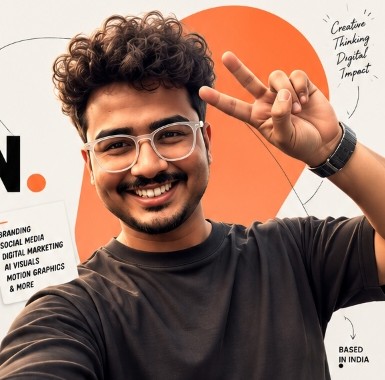 Creative
Thinking
Digital
Impact
N.
BRANDING
SOCIAL MEDIA
DIGITAL MARKETING
AI VISUALS
MOTION GRAPHICS
& MORE
BASED
IN INDIA